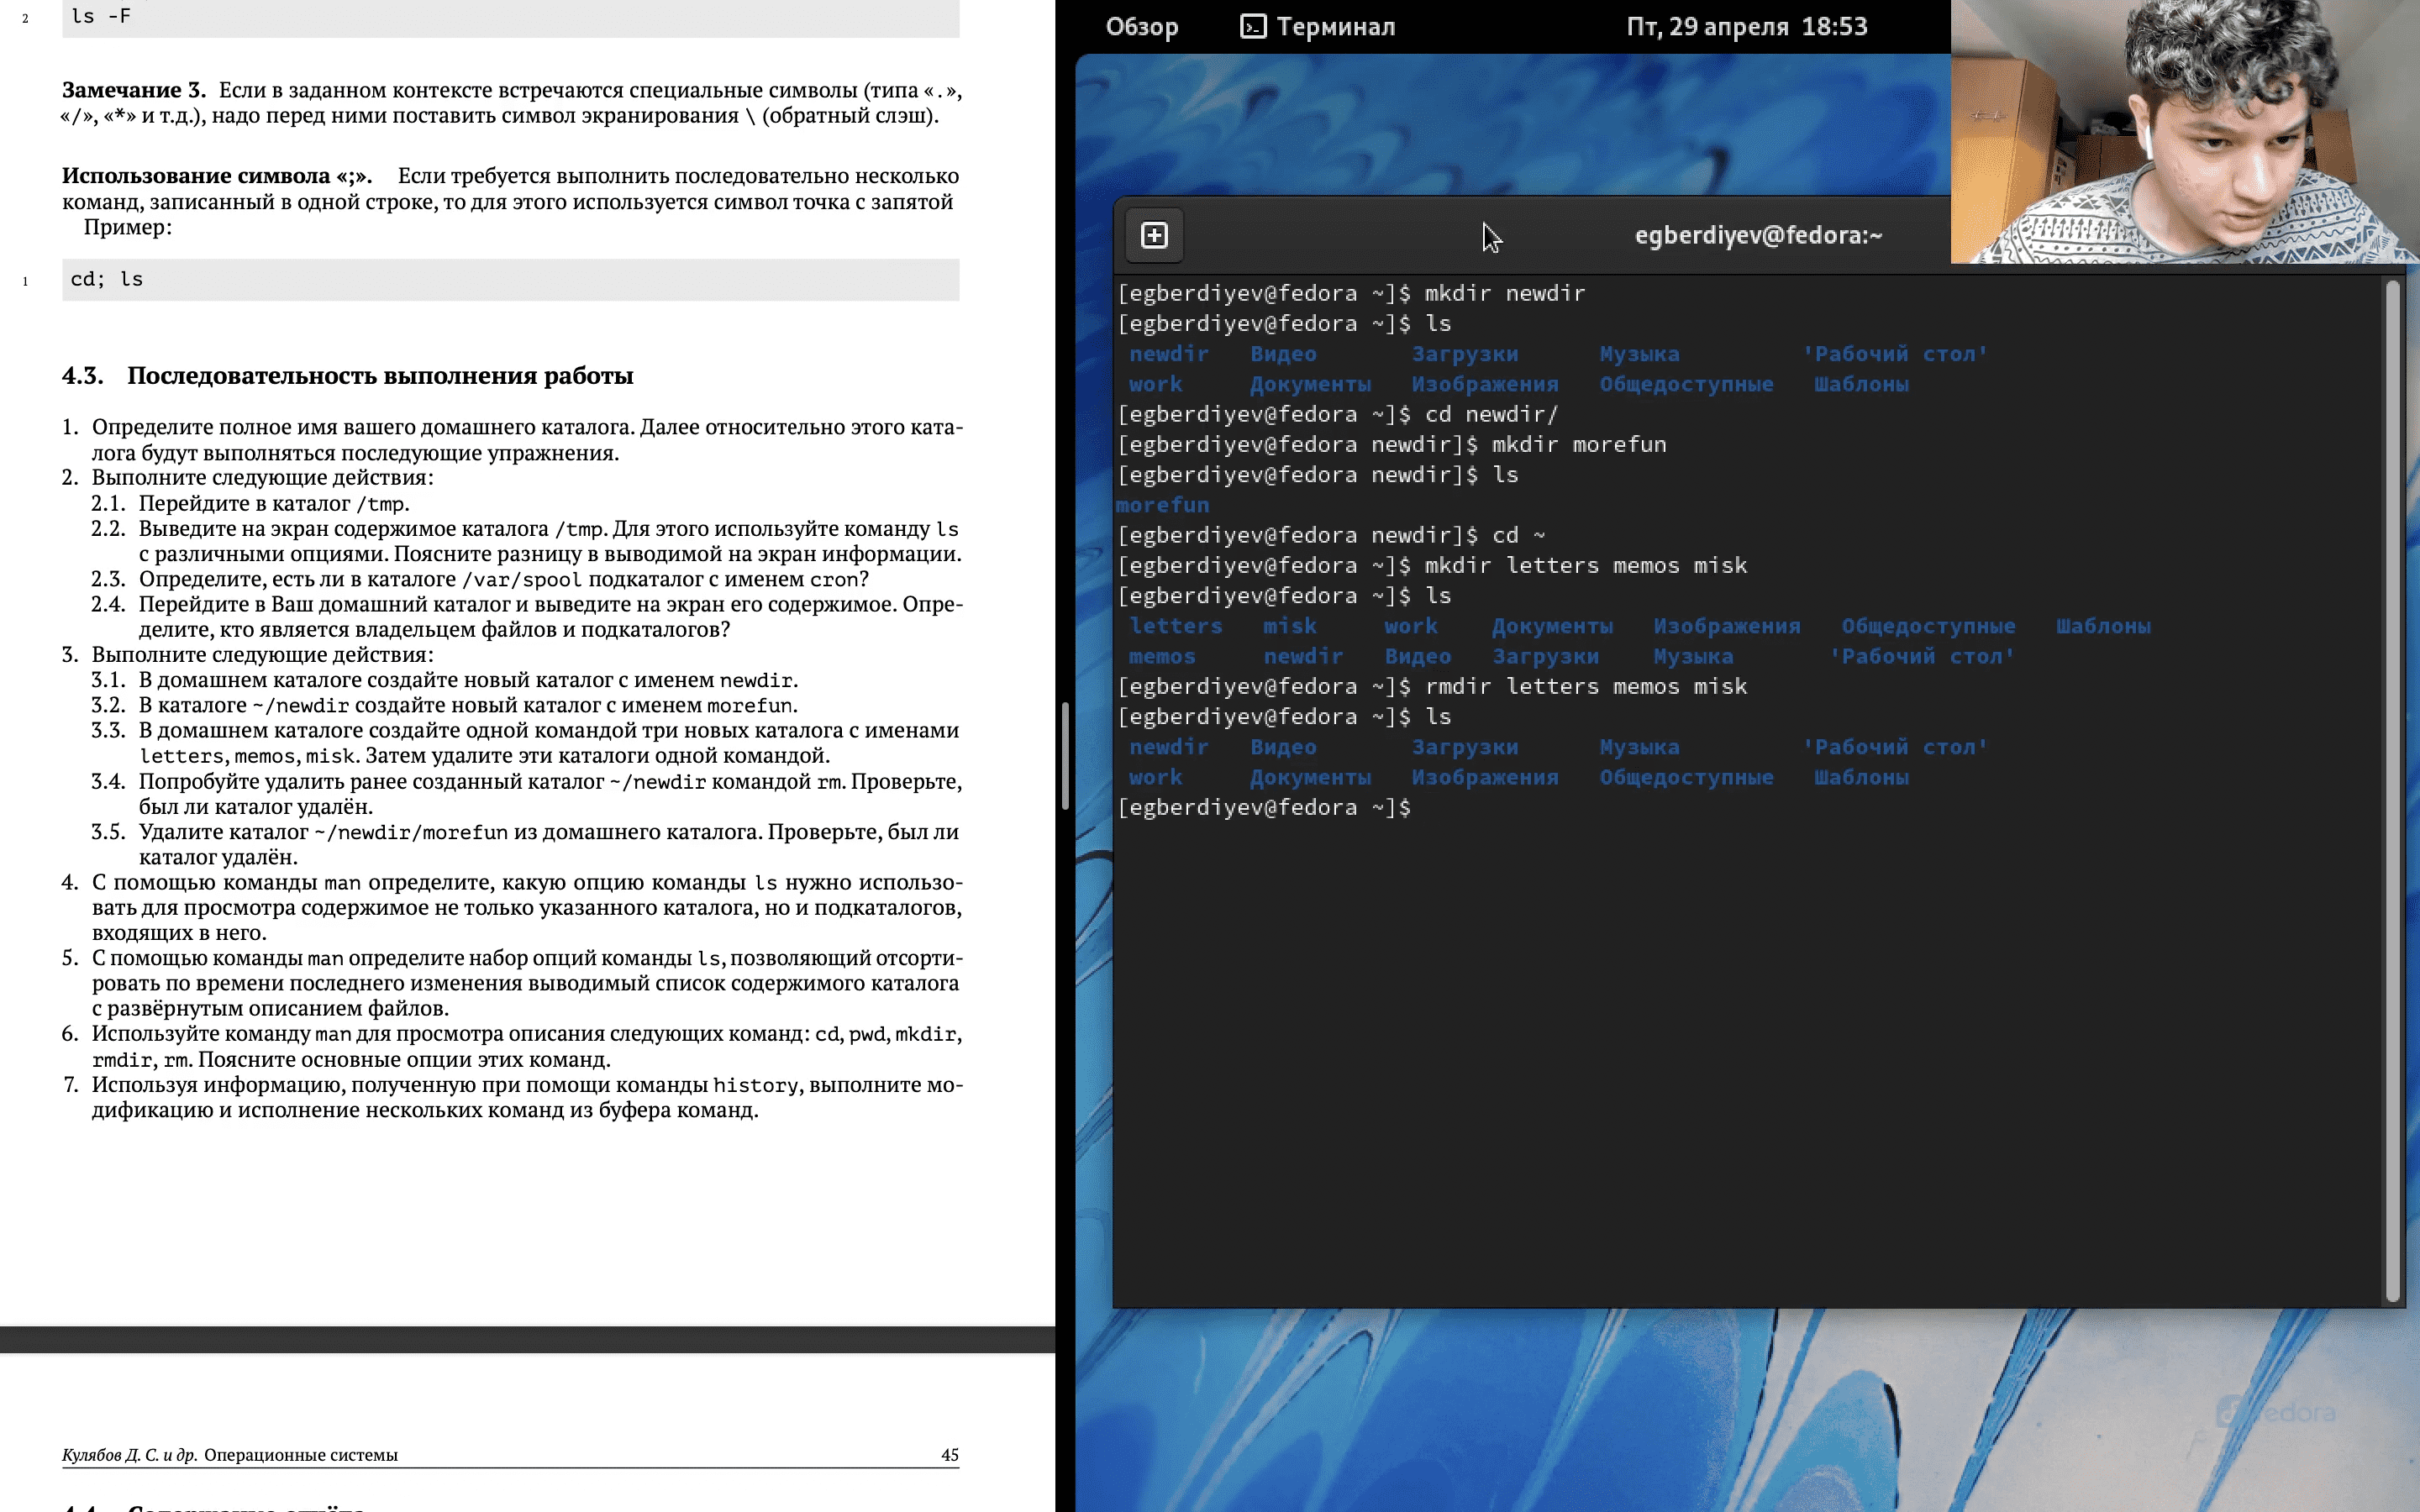 2
ls -F
Замечание 3. Если в заданном контексте встречаются специальные символы (типа «.»,
«/», «*» и т.д.), надо перед ними поставить символ экранирования \ (обратный слэш).
Использование символа «;». Если требуется выполнить последовательно несколько
команд, записанный в одной строке, то для этого используется символ точка с запятой
Пример:
1
cd; ls
4.3. Последовательность выполнения работы
1. Определите полное имя вашего домашнего каталога. Далее относительно этого ката-
лога будут выполняться последующие упражнения.
2. Выполните следующие действия:
2.1. Перейдите в каталог /tmp.
2.2. Выведите на экран содержимое каталога /tmp. Для этого используйте команду ls
с различными опциями. Поясните разницу в выводимой на экран информации.
2.3. Определите, есть ли в каталоге /var/spool подкаталог с именем cron?
2.4. Перейдите в Ваш домашний каталог и выведите на экран его содержимое. Опре-
делите, кто является владельцем файлов и подкаталогов?
3. Выполните следующие действия:
3.1. В домашнем каталоге создайте новый каталог с именем newdir.
3.2. В каталоге ~/newdir создайте новый каталог с именем morefun.
3.3. В домашнем каталоге создайте одной командой три новых каталога с именами
letters, memos, misk. Затем удалите эти каталоги одной командой.
3.4. Попробуйте удалить ранее созданный каталог ~/newdir командой rm. Проверьте,
был ли каталог удалён.
3.5. Удалите каталог ~/newdir/morefun из домашнего каталога. Проверьте, был ли
каталог удалён.
4. С помощью команды man определите, какую опцию команды ls нужно использо-
вать для просмотра содержимое не только указанного каталога, но и подкаталогов,
входящих в него.
5. С помощью команды man определите набор опций команды ls, позволяющий отсорти-
ровать по времени последнего изменения выводимый список содержимого каталога
с развёрнутым описанием файлов.
6. Используйте команду man для просмотра описания следующих команд: cd, pwd, mkdir,
rmdir, rm. Поясните основные опции этих команд.
7. Используя информацию, полученную при помощи команды history, выполните мо-
дификацию и исполнение нескольких команд из буфера команд.
Кулябов Д. С. и др. Операционные системы 45
Обзор Терминал Пт, 29 апреля 18:53
egberdiyev@fedora:~
[egberdiyev@fedora ~]$ mkdir newdir
[egberdiyev@fedora ~]$ ls
newdir Видео Загрузки Музыка 'Рабочий стол'
work Документы Изображения Общедоступные Шаблоны
[egberdiyev@fedora ~]$ cd newdir/
[egberdiyev@fedora newdir]$ mkdir morefun
[egberdiyev@fedora newdir]$ ls
morefun
[egberdiyev@fedora newdir]$ cd ~
[egberdiyev@fedora ~]$ mkdir letters memos misk
[egberdiyev@fedora ~]$ ls
letters misk work Документы Изображения Общедоступные Шаблоны
memos newdir Видео Загрузки Музыка 'Рабочий стол'
[egberdiyev@fedora ~]$ rmdir letters memos misk
[egberdiyev@fedora ~]$ ls
newdir Видео Загрузки Музыка 'Рабочий стол'
work Документы Изображения Общедоступные Шаблоны
[egberdiyev@fedora ~]$
fedora